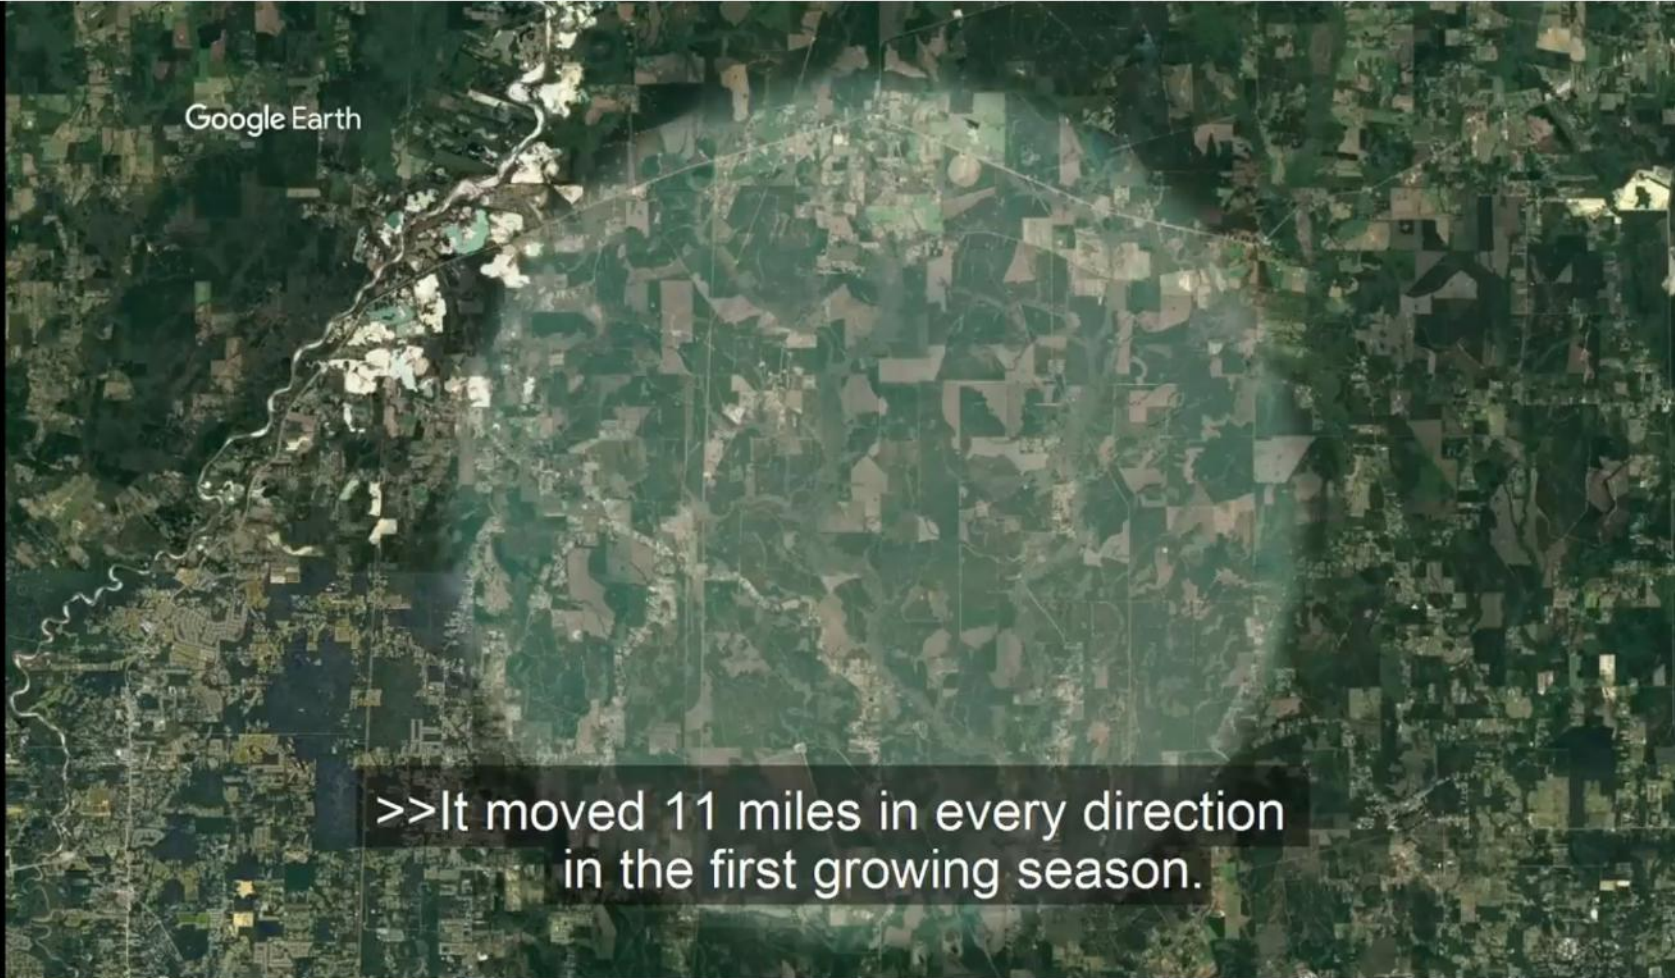 Google Earth
>>It moved 11 miles in every direction
in the first growing season.